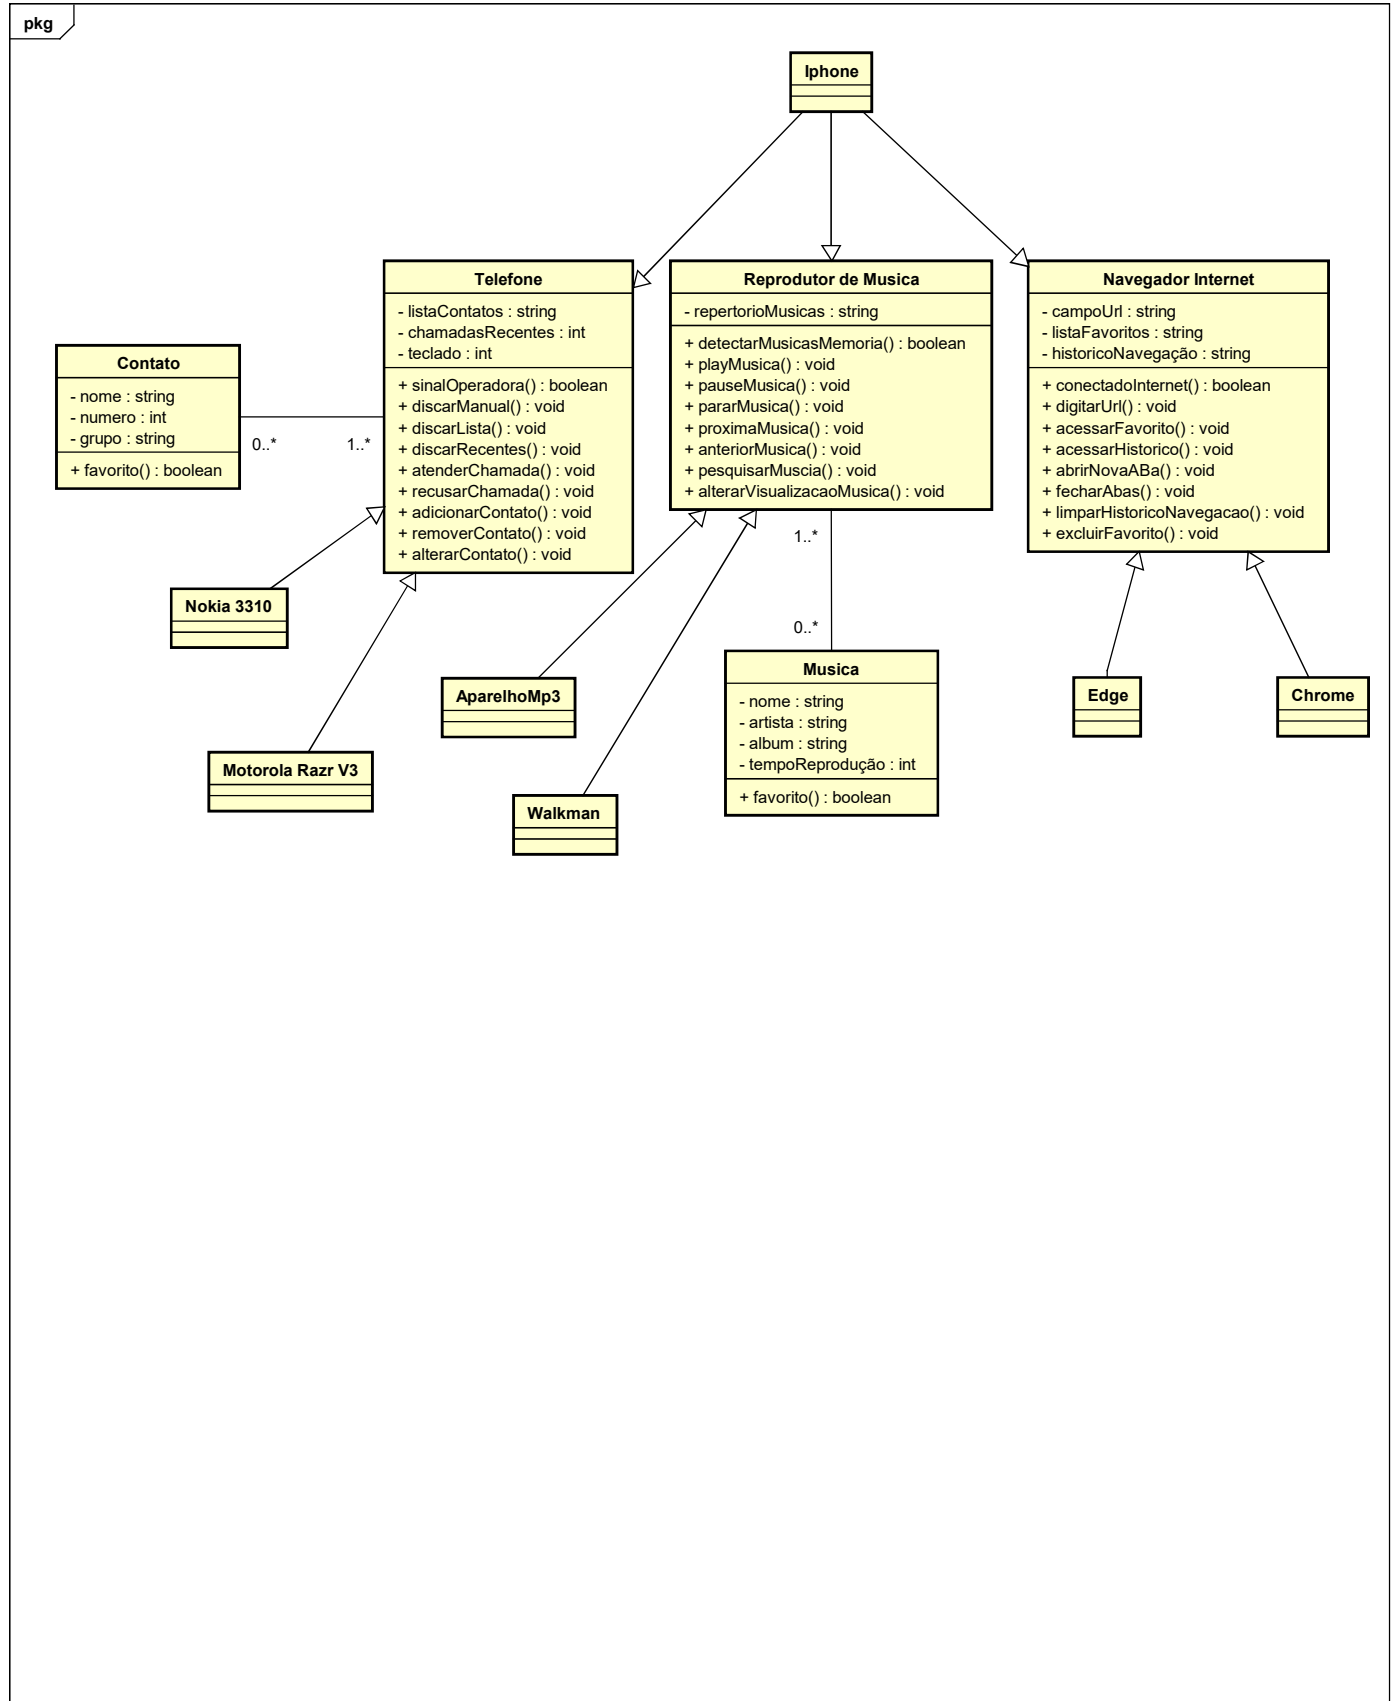 pkg
Iphone
Telefone
- listaContatos : string
- chamadasRecentes : int
- teclado : int
+ sinalOperadora() : boolean
+ discarManual() : void
+ discarLista() : void
+ discarRecentes() : void
+ atenderChamada() : void
+ recusarChamada() : void
+ adicionarContato() : void
+ removerContato() : void
+ alterarContato() : void
Reprodutor de Musica
- repertorioMusicas : string
+ detectarMusicasMemoria() : boolean
+ playMusica() : void
+ pauseMusica() : void
+ pararMusica() : void
+ proximaMusica() : void
+ anteriorMusica() : void
+ pesquisarMuscia() : void
+ alterarVisualizacaoMusica() : void
Navegador Internet
- campoUrl : string
- listaFavoritos : string
- historicoNavegação : string
+ conectadoInternet() : boolean
+ digitarUrl() : void
+ acessarFavorito() : void
+ acessarHistorico() : void
+ abrirNovaABa() : void
+ fecharAbas() : void
+ limparHistoricoNavegacao() : void
+ excluirFavorito() : void
Contato
- nome : string
- numero : int
- grupo : string
+ favorito() : boolean
0..*
1..*
1..*
0..*
Nokia 3310
Motorola Razr V3
AparelhoMp3
Walkman
Musica
- nome : string
- artista : string
- album : string
- tempoReprodução : int
+ favorito() : boolean
Edge
Chrome